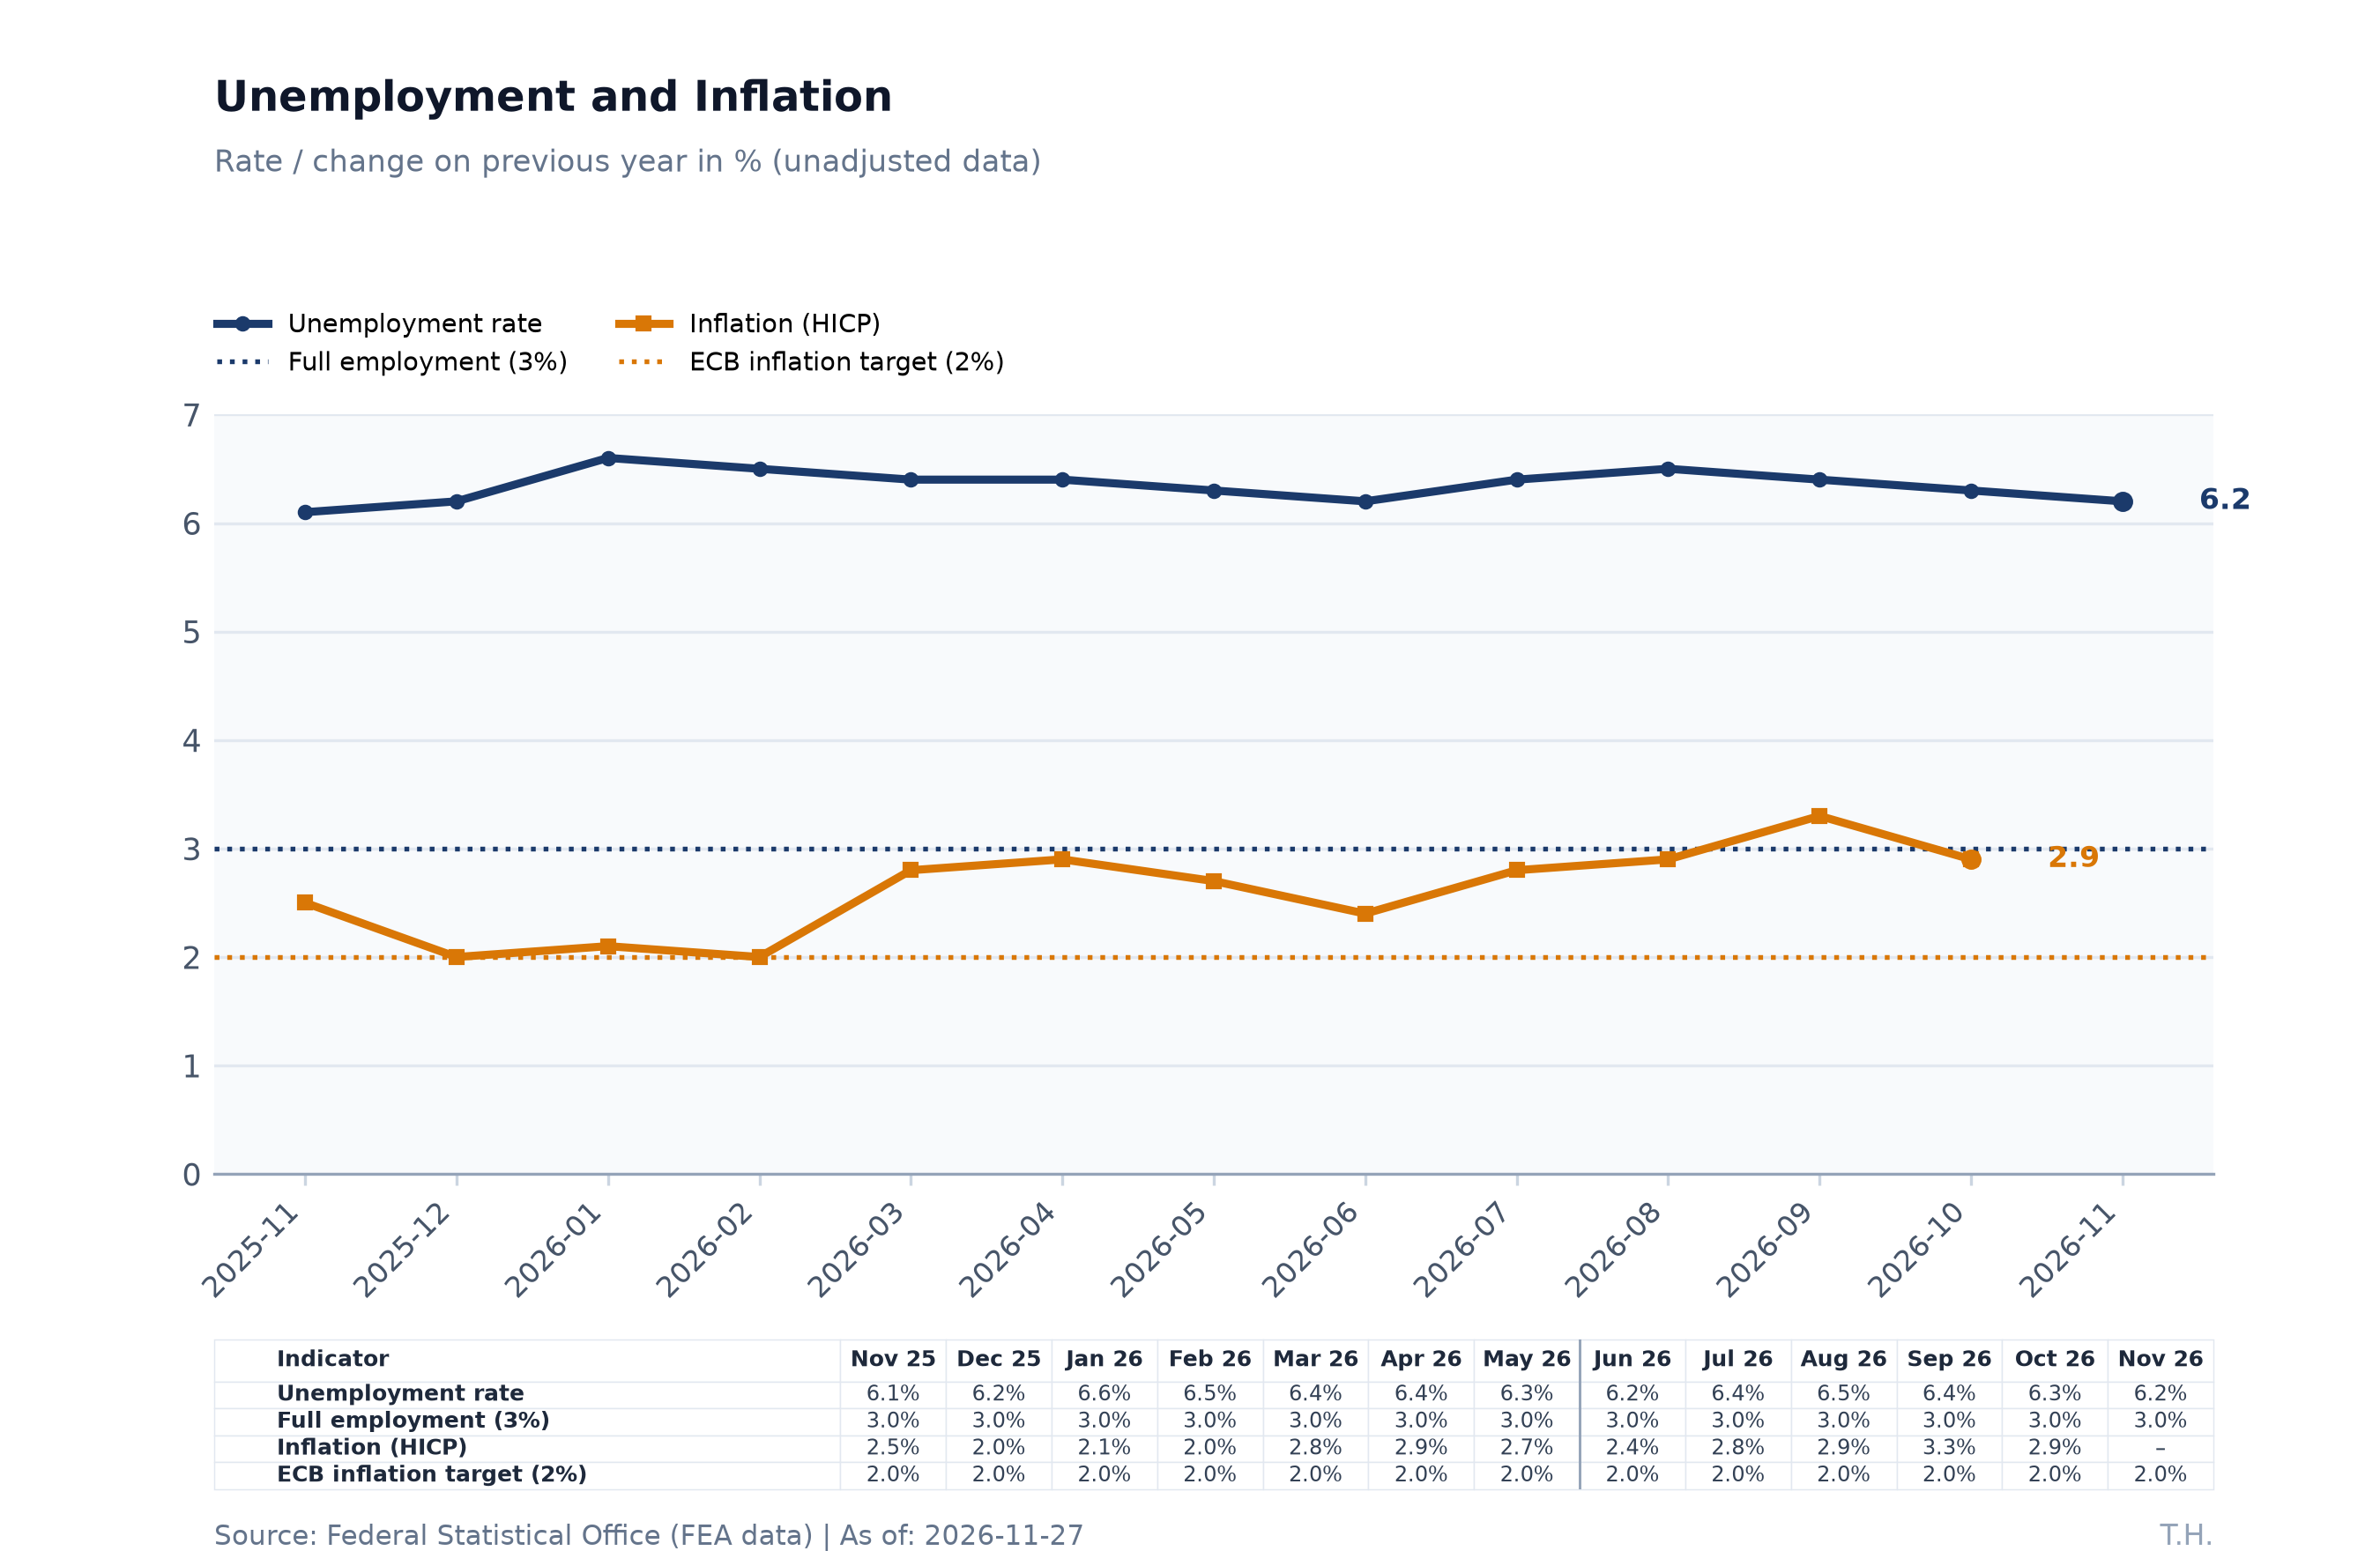 Unemployment and Inflation
Rate / change on previous year in % (unadjusted data)
Unemployment rate
Inflation (HICP)
Full employment (3%)
ECB inflation target (2%)
7
6
5
4
3
2
1
0
6.2
2.9
2025-11 2025-12 2026-01 2026-02 2026-03 2026-04 2026-05 2026-06 2026-07 2026-08 2026-09 2026-10 2026-11
Indicator Nov 25 Dec 25 Jan 26 Feb 26 Mar 26 Apr 26 May 26 Jun 26 Jul 26 Aug 26 Sep 26 Oct 26 Nov 26
Unemployment rate 6.1% 6.2% 6.6% 6.5% 6.4% 6.4% 6.3% 6.2% 6.4% 6.5% 6.4% 6.3% 6.2%
Full employment (3%) 3.0% 3.0% 3.0% 3.0% 3.0% 3.0% 3.0% 3.0% 3.0% 3.0% 3.0% 3.0% 3.0%
Inflation (HICP) 2.5% 2.0% 2.1% 2.0% 2.8% 2.9% 2.7% 2.4% 2.8% 2.9% 3.3% 2.9% –
ECB inflation target (2%) 2.0% 2.0% 2.0% 2.0% 2.0% 2.0% 2.0% 2.0% 2.0% 2.0% 2.0% 2.0% 2.0%
Source: Federal Statistical Office (FEA data) | As of: 2026-11-27
T.H.